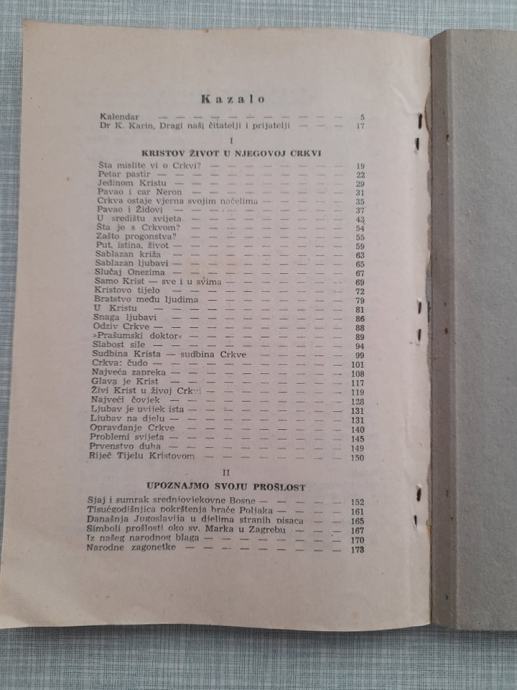 Kazalo
Kalendar — — — — — — — — — 5
Dr K. Karin, Dragi naši čitatelji i prijatelji — — — 17
I
KRISTOV ŽIVOT U NJEGOVOJ CRKVI
Šta mislite vi o Crkvi? — — — — — — — 19
Petar pastir — — — — — — — — 22
Jedinom Kristu — — — — — — — — 29
Pavao i car Neron — — — — — — — 31
Crkva ostaje vjerna svojim načelima — — — — 35
Pavao i Židovi — — — — — — — — 37
U središtu svijeta — — — — — — — 43
Šta je s Crkvom? — — — — — — — 54
Zašto progonstva? — — — — — — — 55
Put, istina, život — — — — — — — — 59
Sablazan križa — — — — — — — — 63
Sablazan ljubavi — — — — — — — — 65
Slučaj Onezima — — — — — — — — 67
Samo Krist — sve i u svima — — — — — — 69
Kristovo tijelo — — — — — — — — 72
Bratstvo među ljudima — — — — — — — 79
U Kristu — — — — — — — — — 81
Snaga ljubavi — — — — — — — — 86
Odziv Crkve — — — — — — — — 88
»Prašumski doktor« — — — — — — — 89
Slabost sile — — — — — — — — 94
Sudbina Krista — sudbina Crkve — — — — 99
Crkva: čudo — — — — — — — — 101
Najveća zapreka — — — — — — — — 108
Glava je Krist — — — — — — — — 117
Živi Krist u živoj Crkvi — — — — — — 119
Najveći čovjek — — — — — — — — 128
Ljubav je uvijek ista — — — — — — — 131
Ljubav na djelu — — — — — — — — 131
Opravdanje Crkve — — — — — — — 140
Problemi svijeta — — — — — — — — 145
Prvenstvo duha — — — — — — — — 149
Riječ Tijelu Kristovom — — — — — — — 150
II
UPOZNAJMO SVOJU PROŠLOST
Sjaj i sumrak srednjovjekovne Bosne — — — — — 152
Tisućgodišnjica pokrštenja braće Poljaka — — — — 161
Današnja Jugoslavija u djelima stranih pisaca — — — 165
Simboli prošlosti oko sv. Marka u Zagrebu — — — 167
Iz našeg narodnog blaga — — — — — — — 170
Narodne zagonetke — — — — — — — — 173